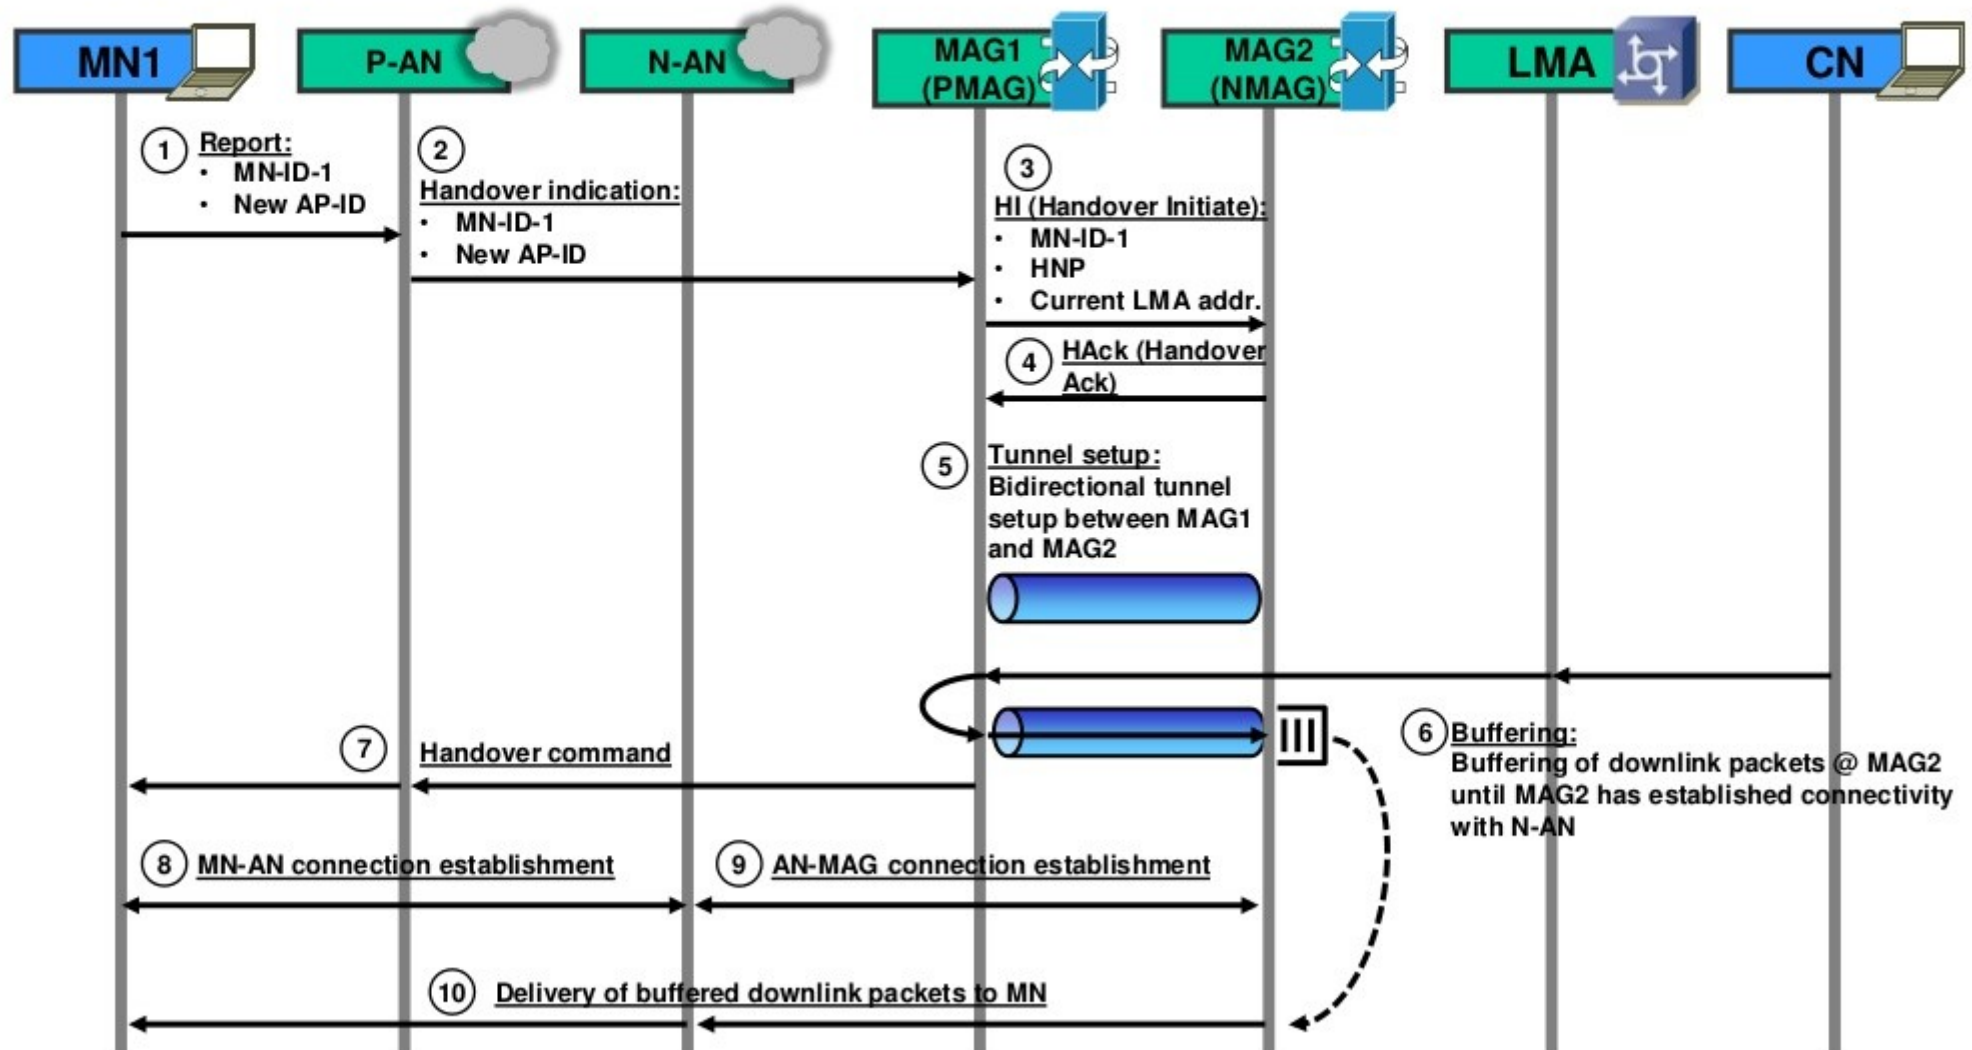 MN1
P-AN
N-AN
MAG1
(PMAG)
MAG2
(NMAG)
LMA
CN
1
Report:
• MN-ID-1
• New AP-ID
2
Handover indication:
• MN-ID-1
• New AP-ID
3
HI (Handover Initiate):
• MN-ID-1
• HNP
• Current LMA addr.
4
HAck (Handover
Ack)
5
Tunnel setup:
Bidirectional tunnel
setup between MAG1
and MAG2
6
Buffering:
Buffering of downlink packets @ MAG2
until MAG2 has established connectivity
with N-AN
7
Handover command
8
MN-AN connection establishment
9
AN-MAG connection establishment
10
Delivery of buffered downlink packets to MN